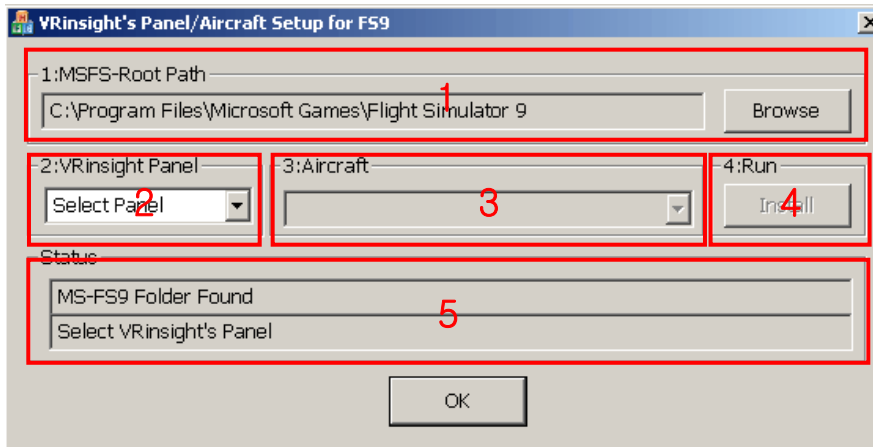 VRinsight's Panel/Aircraft Setup for FS9
1:MSFS-Root Path
C:\Program Files\Microsoft Games\Flight Simulator 9
1
Browse
2:VRinsight Panel
3:Aircraft
4:Run
Select Panel
2
3
Install
4
Status
MS-FS9 Folder Found
5
Select VRinsight's Panel
OK